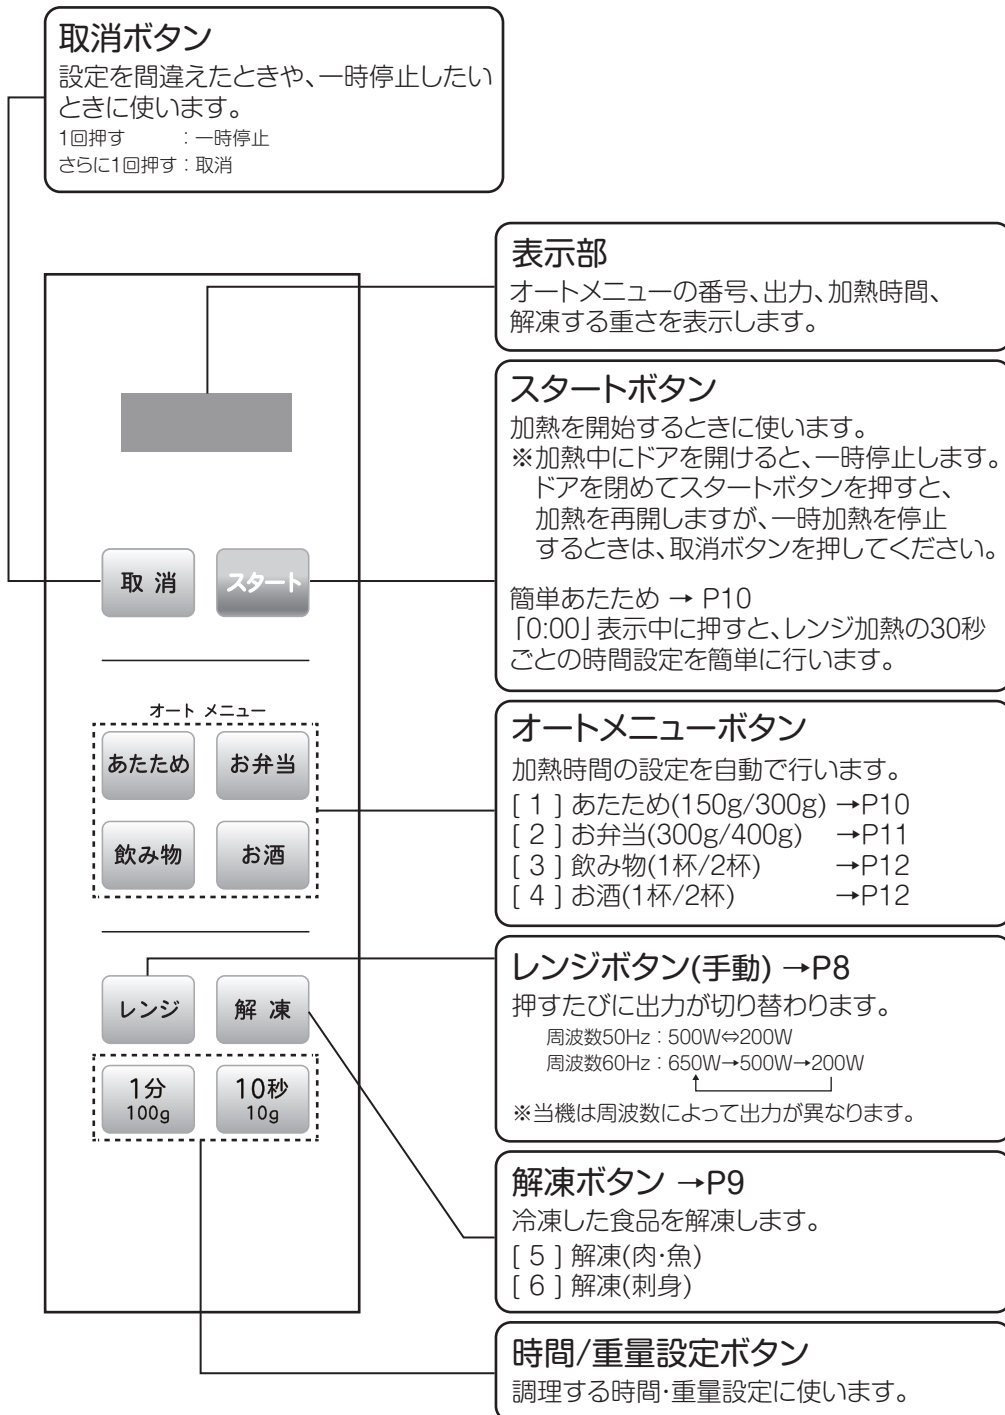 取消ボタン
設定を間違えたときや、一時停止したい
ときに使います。
1回押す　　　：一時停止
さらに1回押す：取消
表示部
オートメニューの番号、出力、加熱時間、
解凍する重さを表示します。
スタートボタン
加熱を開始するときに使います。
※加熱中にドアを開けると、一時停止します。
ドアを閉めてスタートボタンを押すと、
加熱を再開しますが、一時加熱を停止
するときは、取消ボタンを押してください。
簡単あたため → P10
「0:00」表示中に押すと、レンジ加熱の30秒
ごとの時間設定を簡単に行います。
取 消
スタート
オート メニュー
あたため
お弁当
飲み物
お酒
オートメニューボタン
加熱時間の設定を自動で行います。
[ 1 ] あたため(150g/300g) →P10
[ 2 ] お弁当(300g/400g) →P11
[ 3 ] 飲み物(1杯/2杯) →P12
[ 4 ] お酒(1杯/2杯) →P12
レンジ
解 凍
1分
100g
10秒
10g
レンジボタン(手動) →P8
押すたびに出力が切り替わります。
周波数50Hz：500W⇔200W
周波数60Hz：650W→500W→200W
※当機は周波数によって出力が異なります。
解凍ボタン →P9
冷凍した食品を解凍します。
[ 5 ] 解凍(肉・魚)
[ 6 ] 解凍(刺身)
時間/重量設定ボタン
調理する時間・重量設定に使います。